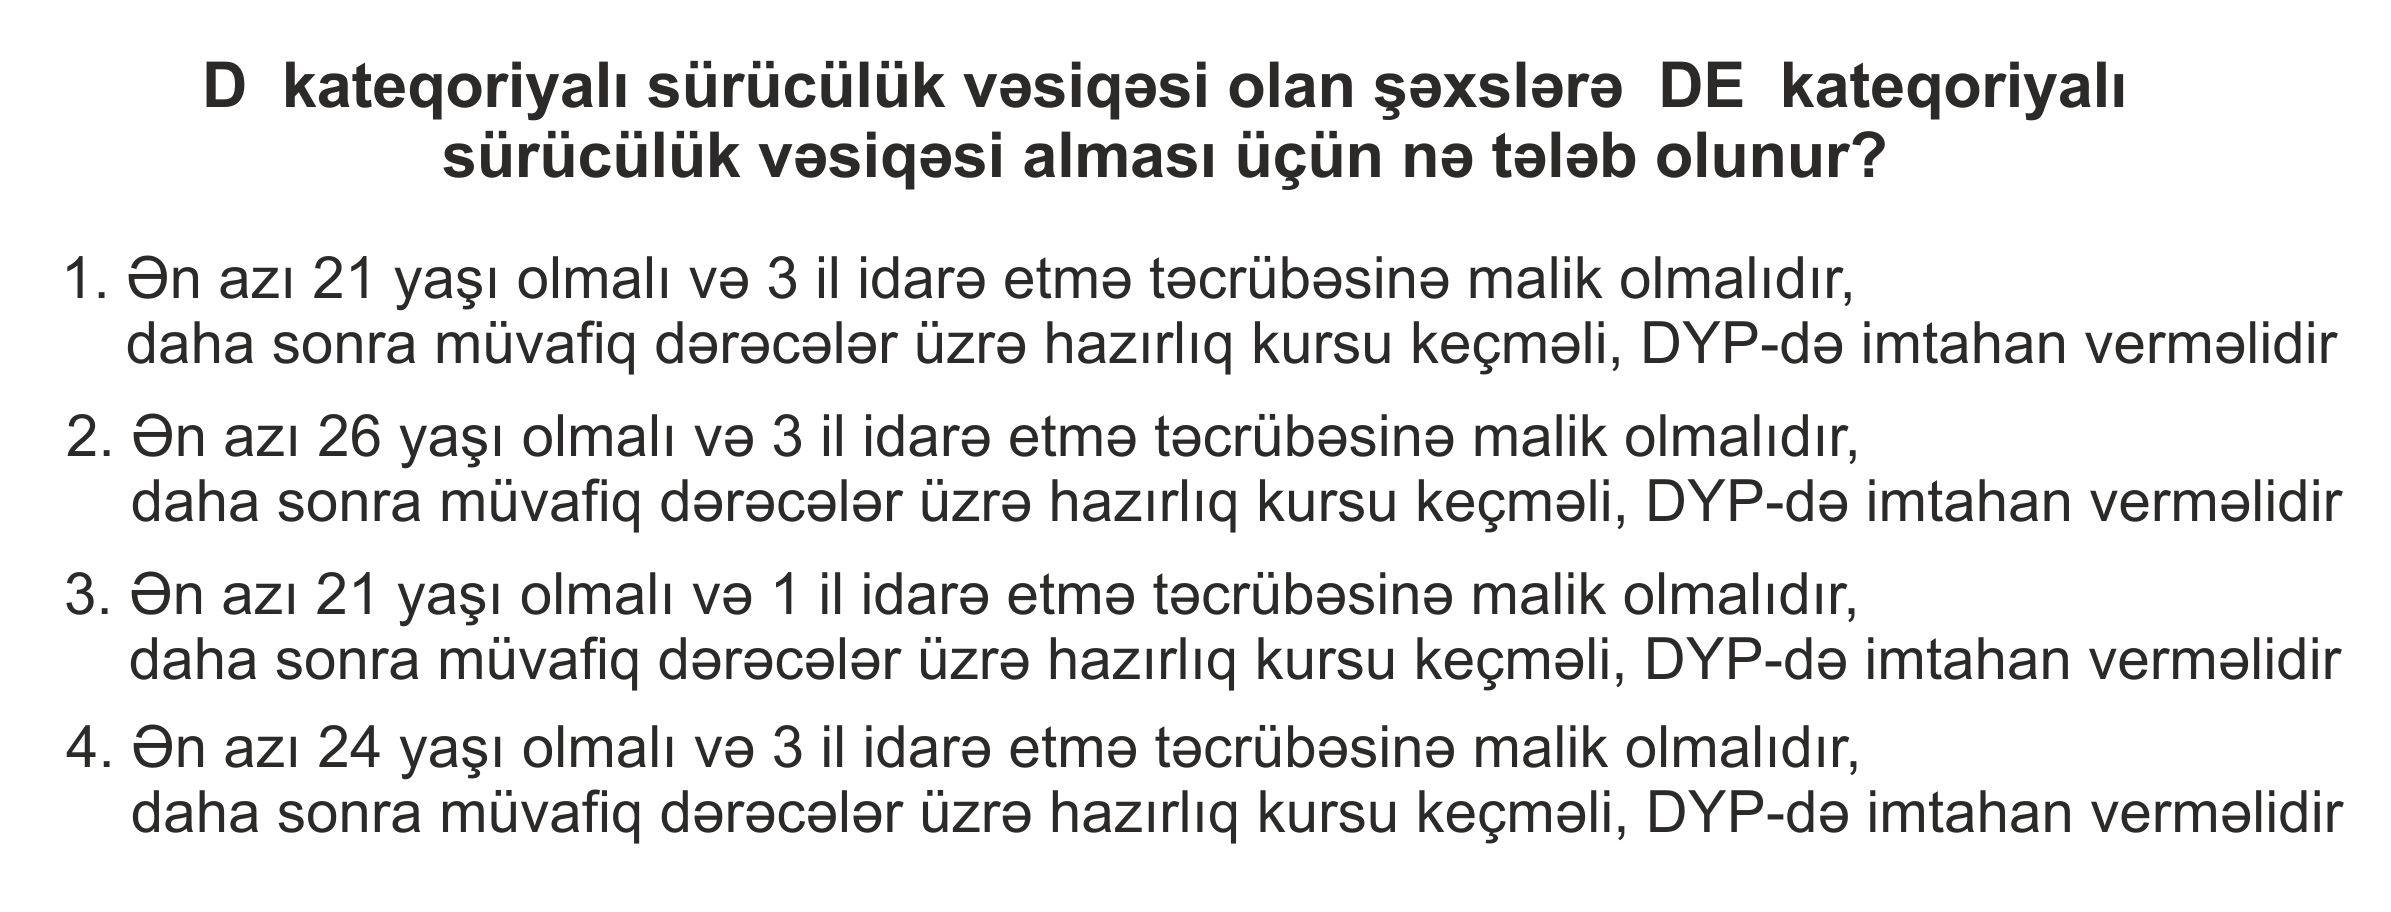 D kateqoriyalı sürücülük vəsiqəsi olan şəxslərə DE kateqoriyalı
sürücülük vəsiqəsi alması üçün nə tələb olunur?
1. Ən azı 21 yaşı olmalı və 3 il idarə etmə təcrübəsinə malik olmalıdır,
daha sonra müvafiq dərəcələr üzrə hazırlıq kursu keçməli, DYP-də imtahan verməlidir
2. Ən azı 26 yaşı olmalı və 3 il idarə etmə təcrübəsinə malik olmalıdır,
daha sonra müvafiq dərəcələr üzrə hazırlıq kursu keçməli, DYP-də imtahan verməlidir
3. Ən azı 21 yaşı olmalı və 1 il idarə etmə təcrübəsinə malik olmalıdır,
daha sonra müvafiq dərəcələr üzrə hazırlıq kursu keçməli, DYP-də imtahan verməlidir
4. Ən azı 24 yaşı olmalı və 3 il idarə etmə təcrübəsinə malik olmalıdır,
daha sonra müvafiq dərəcələr üzrə hazırlıq kursu keçməli, DYP-də imtahan verməlidir